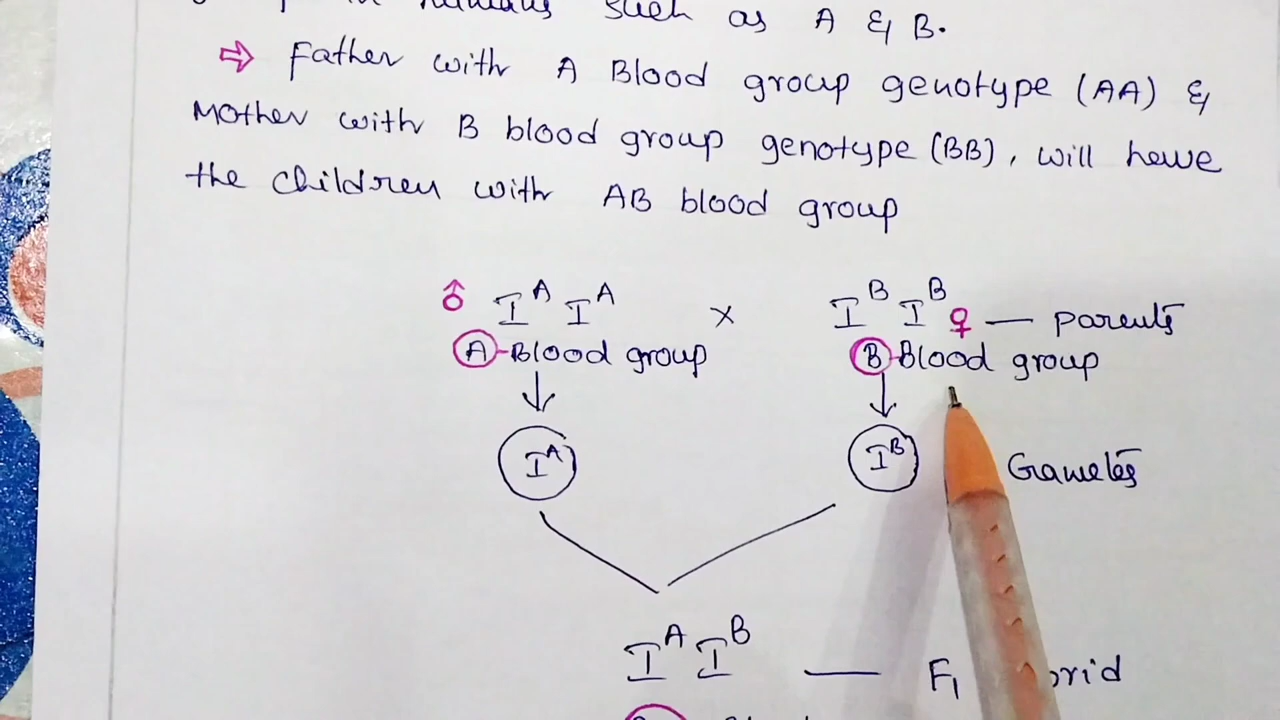 humans such as A & B.
⇒ Father with A Blood group genotype (AA) &
Mother with B blood group genotype (BB), will have
the children with AB blood group
♂ I^A I^A × I^B I^B ♀ — parents
A-Blood group B-Blood group
I^A I^B Gametes
I^A I^B — F1